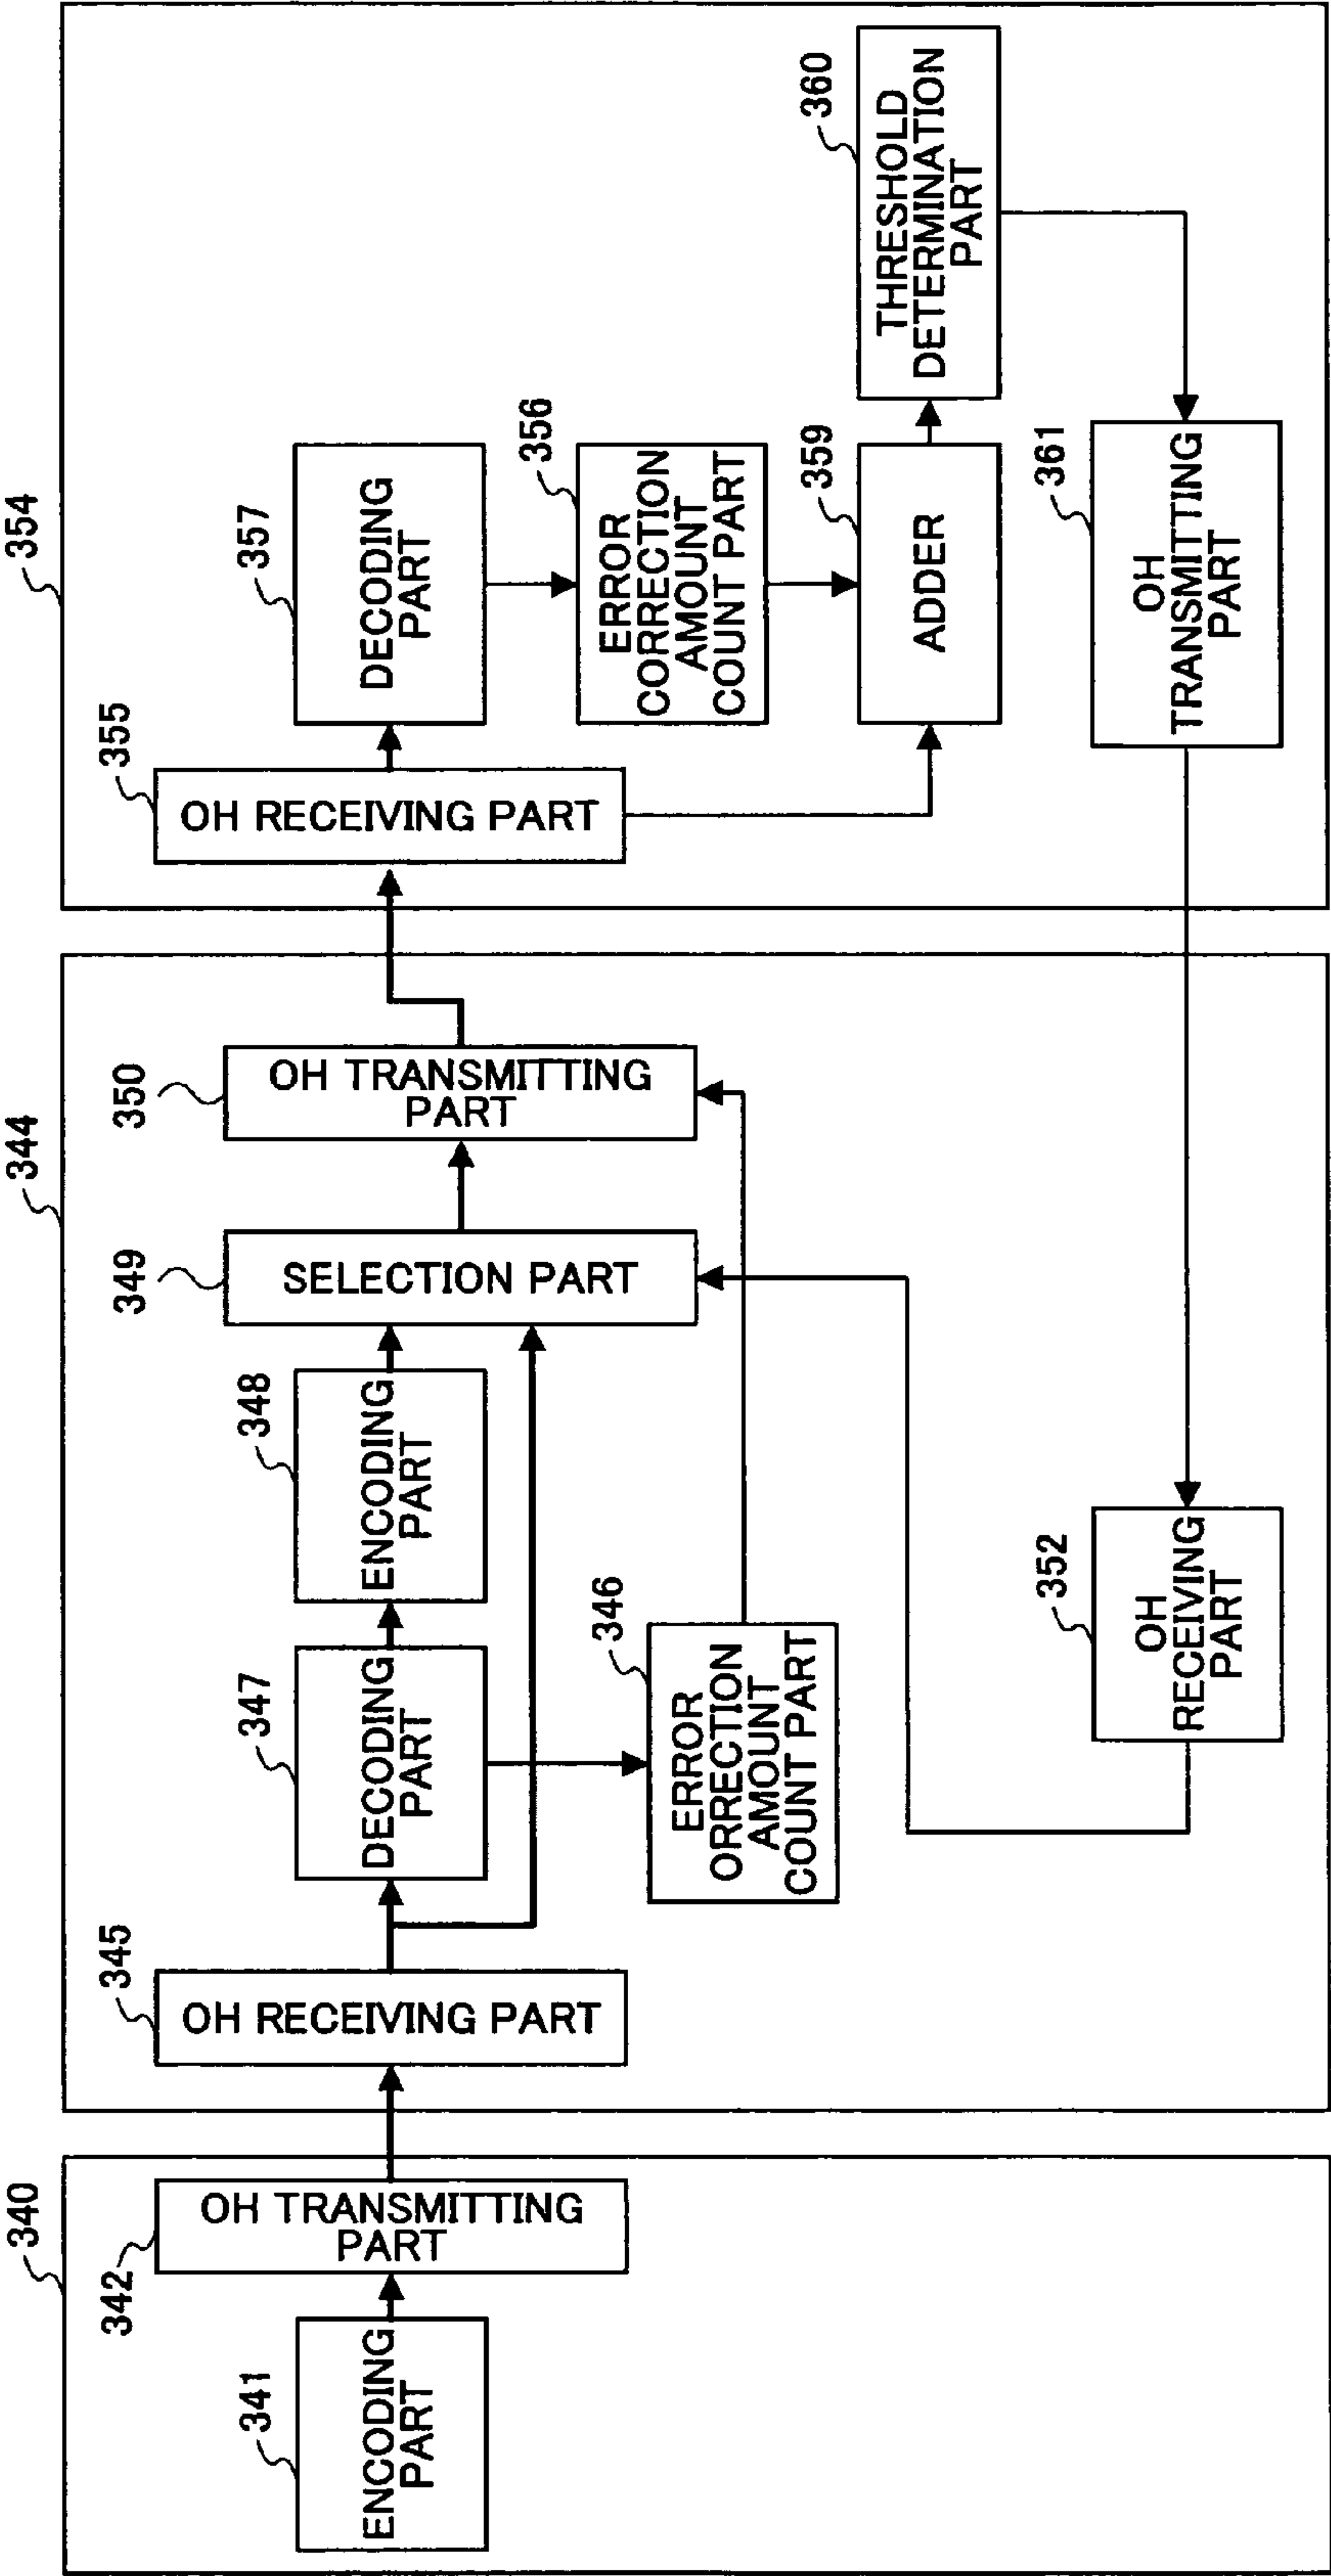 340
341
ENCODING
PART
342
OH TRANSMITTING
PART
344
345
OH RECEIVING PART
347
DECODING
PART
348
ENCODING
PART
349
SELECTION PART
350
OH TRANSMITTING
PART
346
ERROR
ORRECTION
AMOUNT
COUNT PART
352
OH
RECEIVING
PART
354
355
OH RECEIVING PART
357
DECODING
PART
356
ERROR
CORRECTION
AMOUNT
COUNT PART
359
ADDER
360
THRESHOLD
DETERMINATION
PART
361
OH
TRANSMITTING
PART